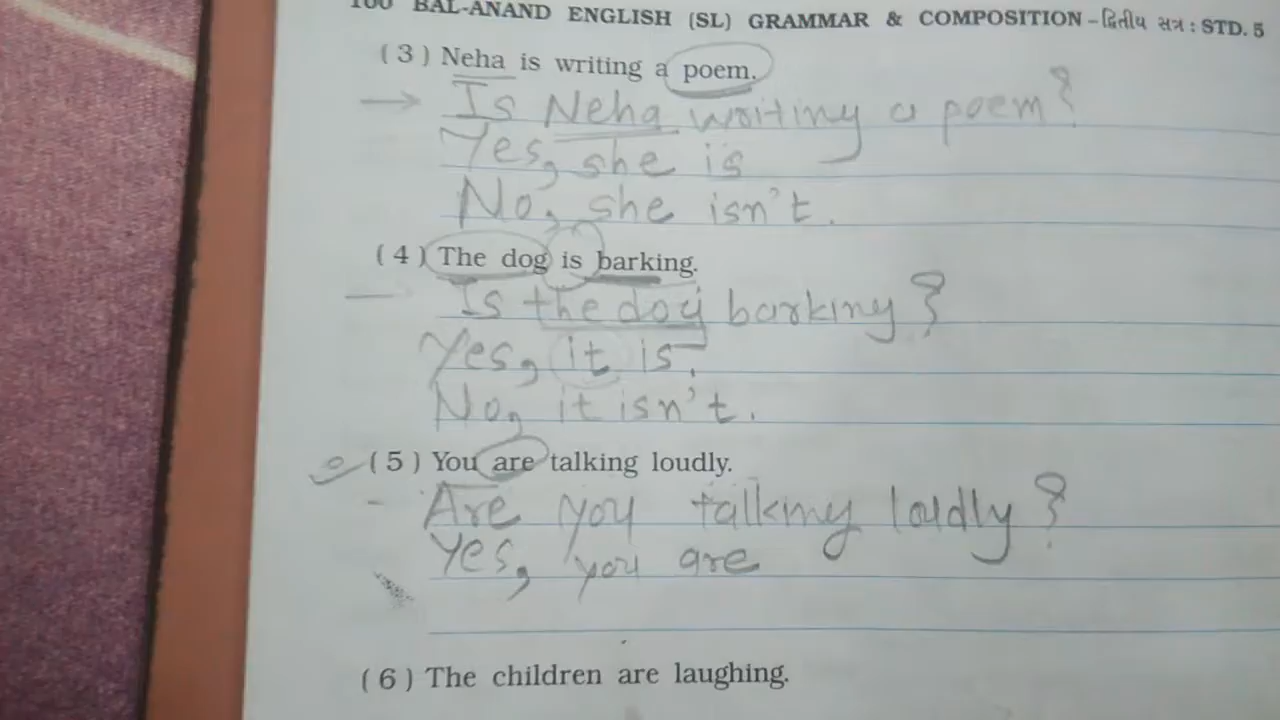 100 BAL-ANAND ENGLISH (SL) GRAMMAR & COMPOSITION – દ્વિતીય સત્ર : STD. 5
( 3 ) Neha is writing a poem.
Is Neha writing a poem?
Yes, she is
No, she isn't.
( 4 ) The dog is barking.
Is the dog barking?
Yes, it is.
No, it isn't.
( 5 ) You are talking loudly.
Are you talking loudly?
Yes, you are
( 6 ) The children are laughing.